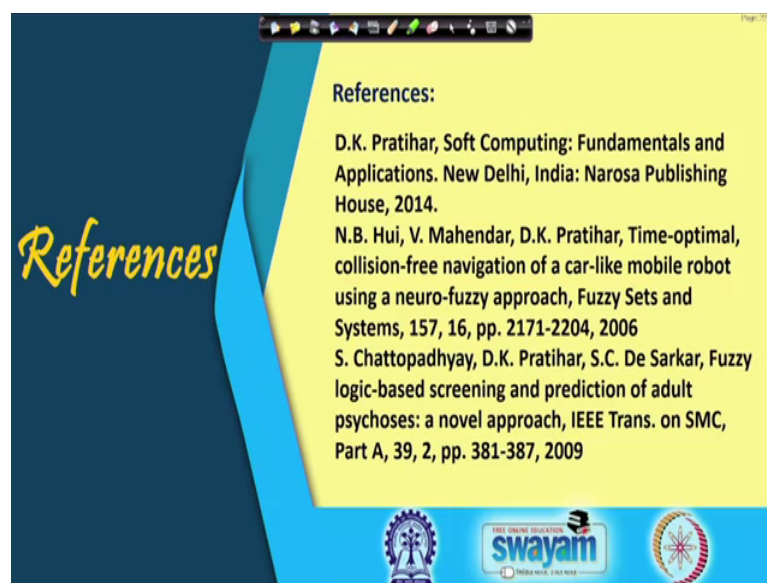 References:
D.K. Pratihar, Soft Computing: Fundamentals and
Applications. New Delhi, India: Narosa Publishing
House, 2014.
N.B. Hui, V. Mahendar, D.K. Pratihar, Time-optimal,
collision-free navigation of a car-like mobile robot
using a neuro-fuzzy approach, Fuzzy Sets and
Systems, 157, 16, pp. 2171-2204, 2006
S. Chattopadhyay, D.K. Pratihar, S.C. De Sarkar, Fuzzy
logic-based screening and prediction of adult
psychoses: a novel approach, IEEE Trans. on SMC,
Part A, 39, 2, pp. 381-387, 2009
References
FREE ONLINE EDUCATION
swayam